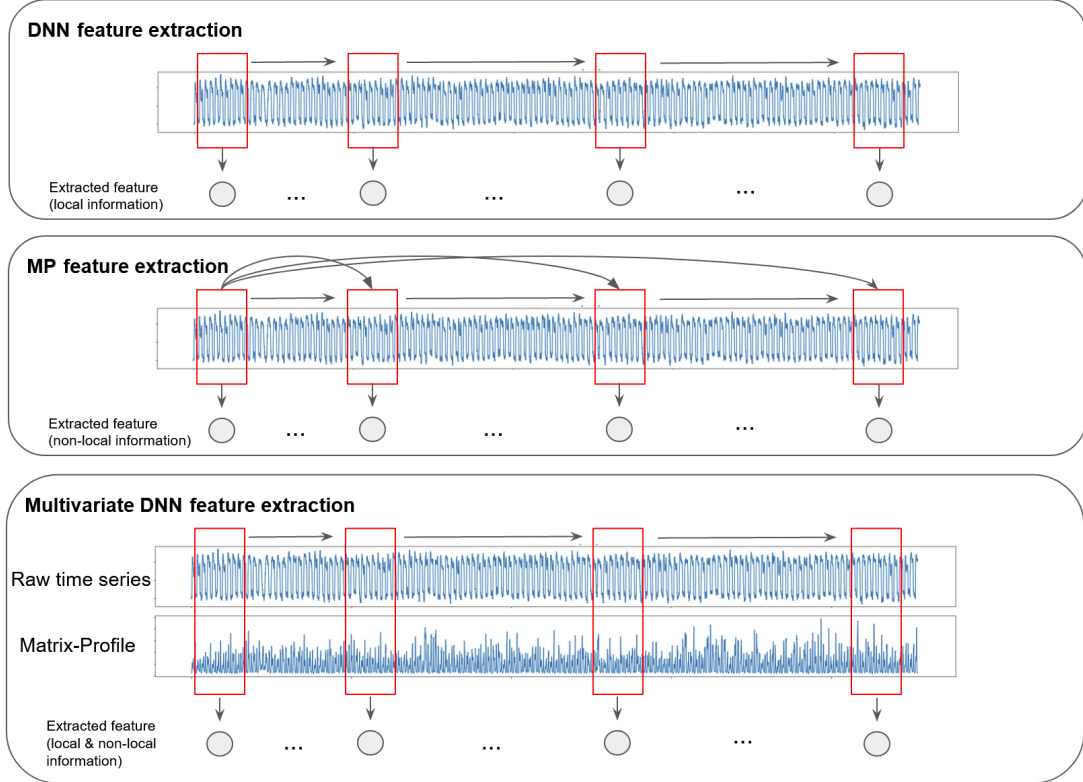 DNN feature extraction
Extracted feature
(local information)
...
...
...
MP feature extraction
Extracted feature
(non-local information)
...
...
...
Multivariate DNN feature extraction
Raw time series
Matrix-Profile
Extracted feature
(local & non-local
information)
...
...
...